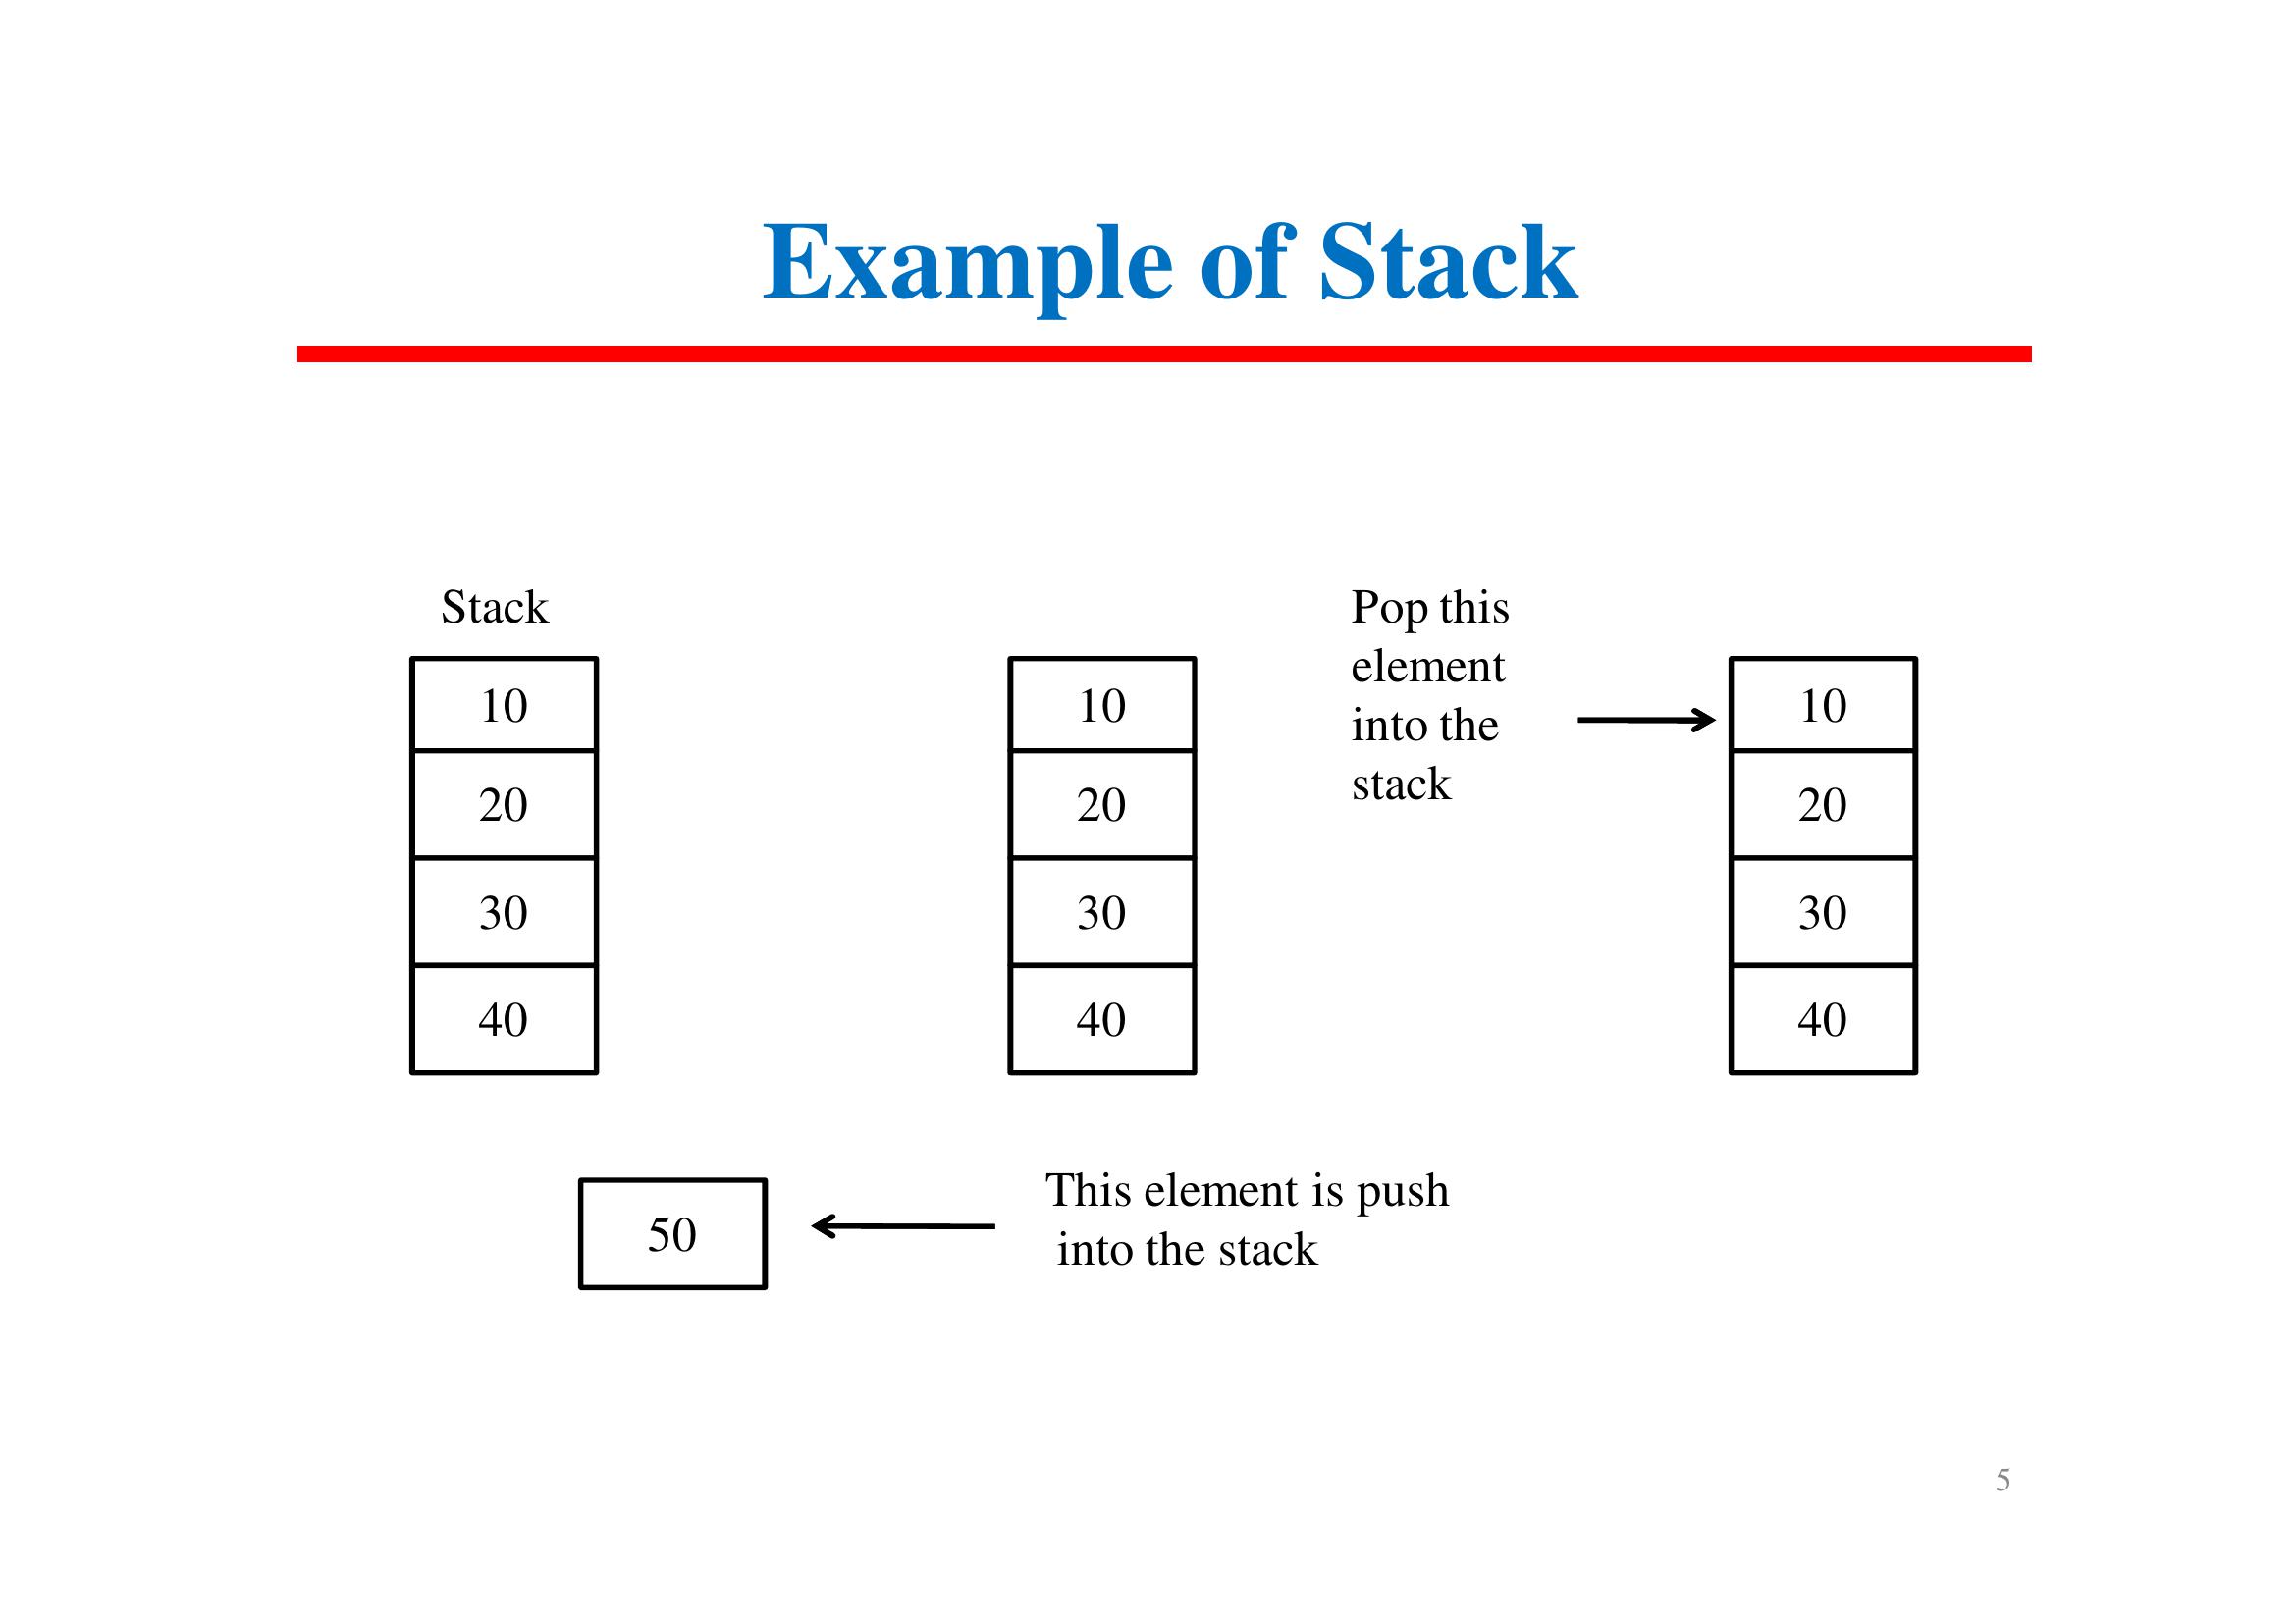 Example of Stack
Stack
10
20
30
40
10
20
30
40
Pop this
element
into the
stack
10
20
30
40
50
This element is push
into the stack
5